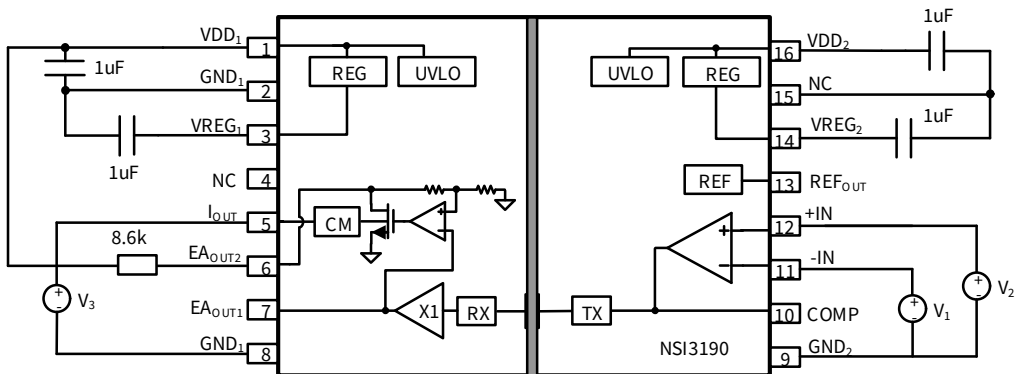 VDD1
1uF
GND1
1uF
VREG1
NC
IOUT
8.6k
EAOUT2
V3
+
-
EAOUT1
GND1
1
2
3
4
5
6
7
8
REG
UVLO
CM
+
-
X1
RX
UVLO
REG
REF
+
-
TX
NSI3190
16
15
14
13
12
11
10
9
VDD2
1uF
NC
1uF
VREG2
REFOUT
+IN
-IN
COMP
GND2
+
-
V1
+
-
V2